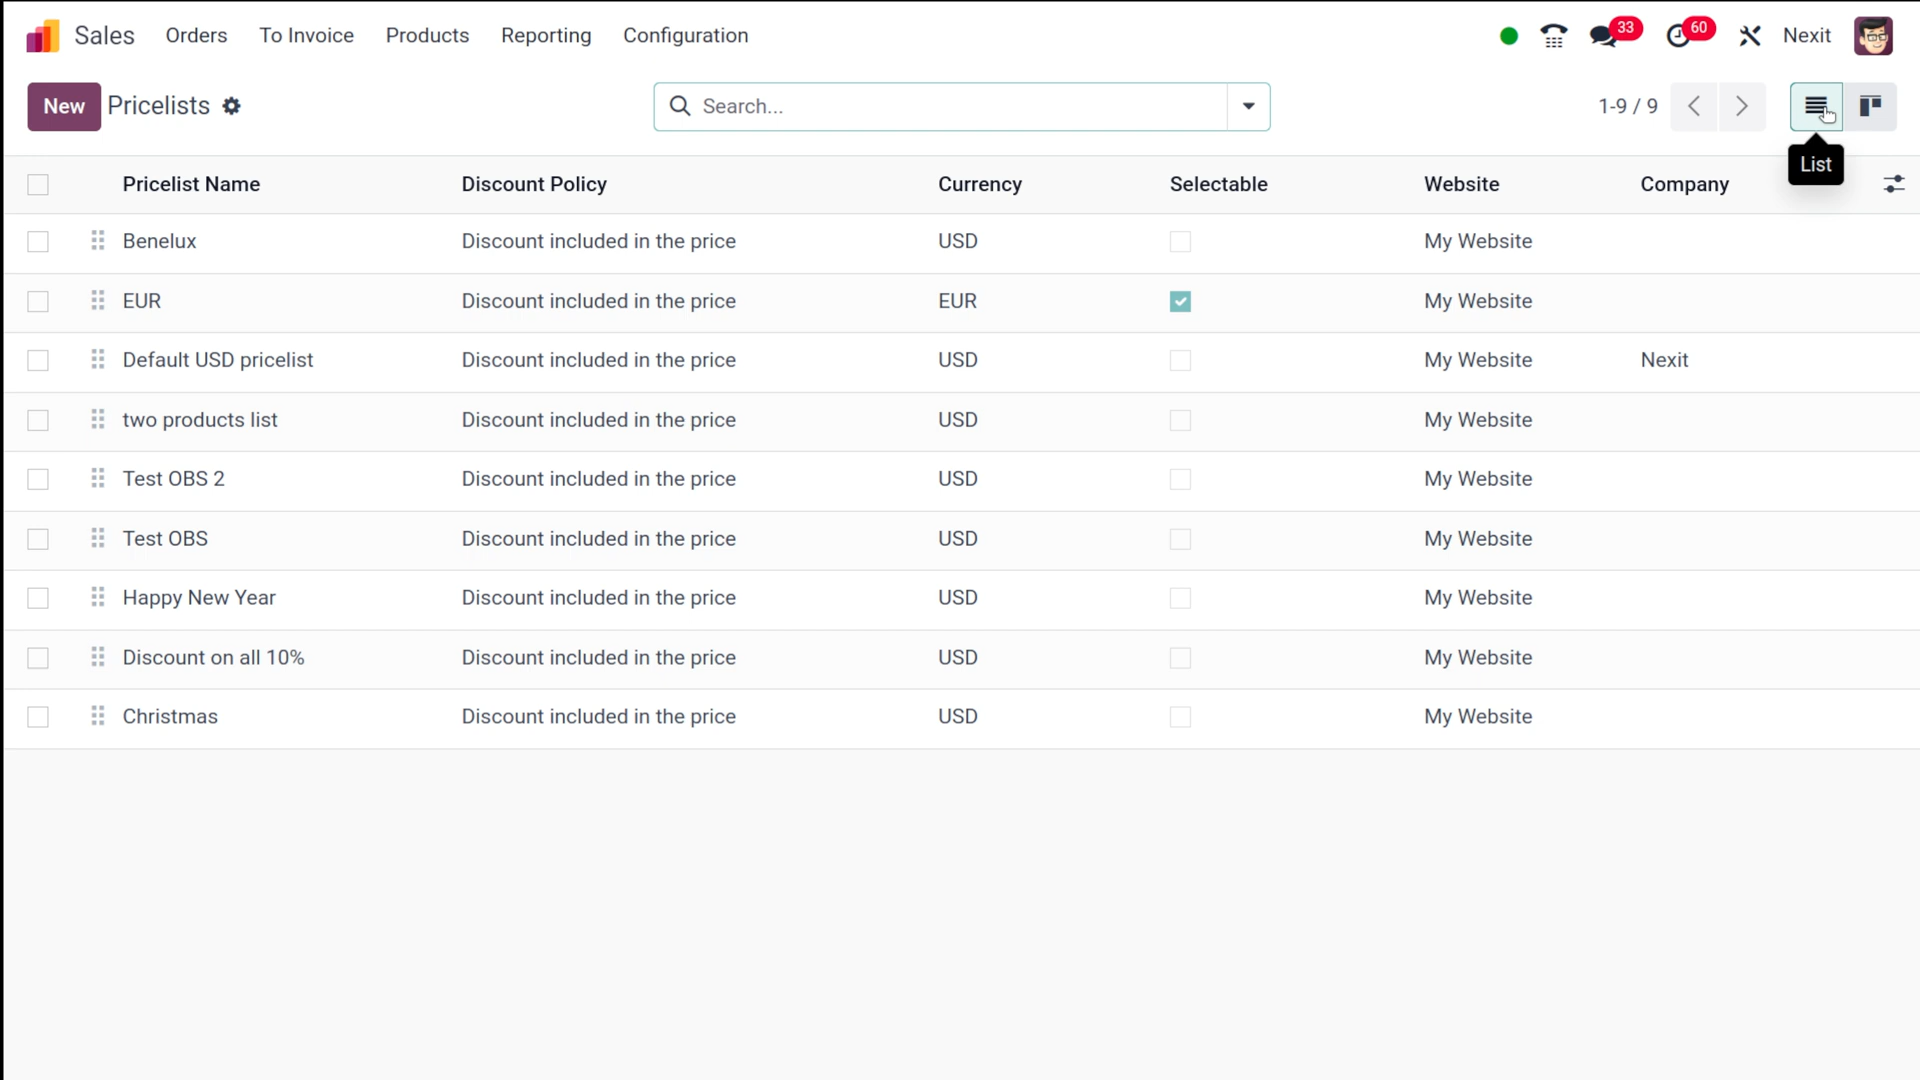 Sales Orders To Invoice Products Reporting Configuration 33 60 Nexit
New Pricelists Search... 1-9 / 9
List
Pricelist Name Discount Policy Currency Selectable Website Company
Benelux Discount included in the price USD My Website
EUR Discount included in the price EUR My Website
Default USD pricelist Discount included in the price USD My Website Nexit
two products list Discount included in the price USD My Website
Test OBS 2 Discount included in the price USD My Website
Test OBS Discount included in the price USD My Website
Happy New Year Discount included in the price USD My Website
Discount on all 10% Discount included in the price USD My Website
Christmas Discount included in the price USD My Website